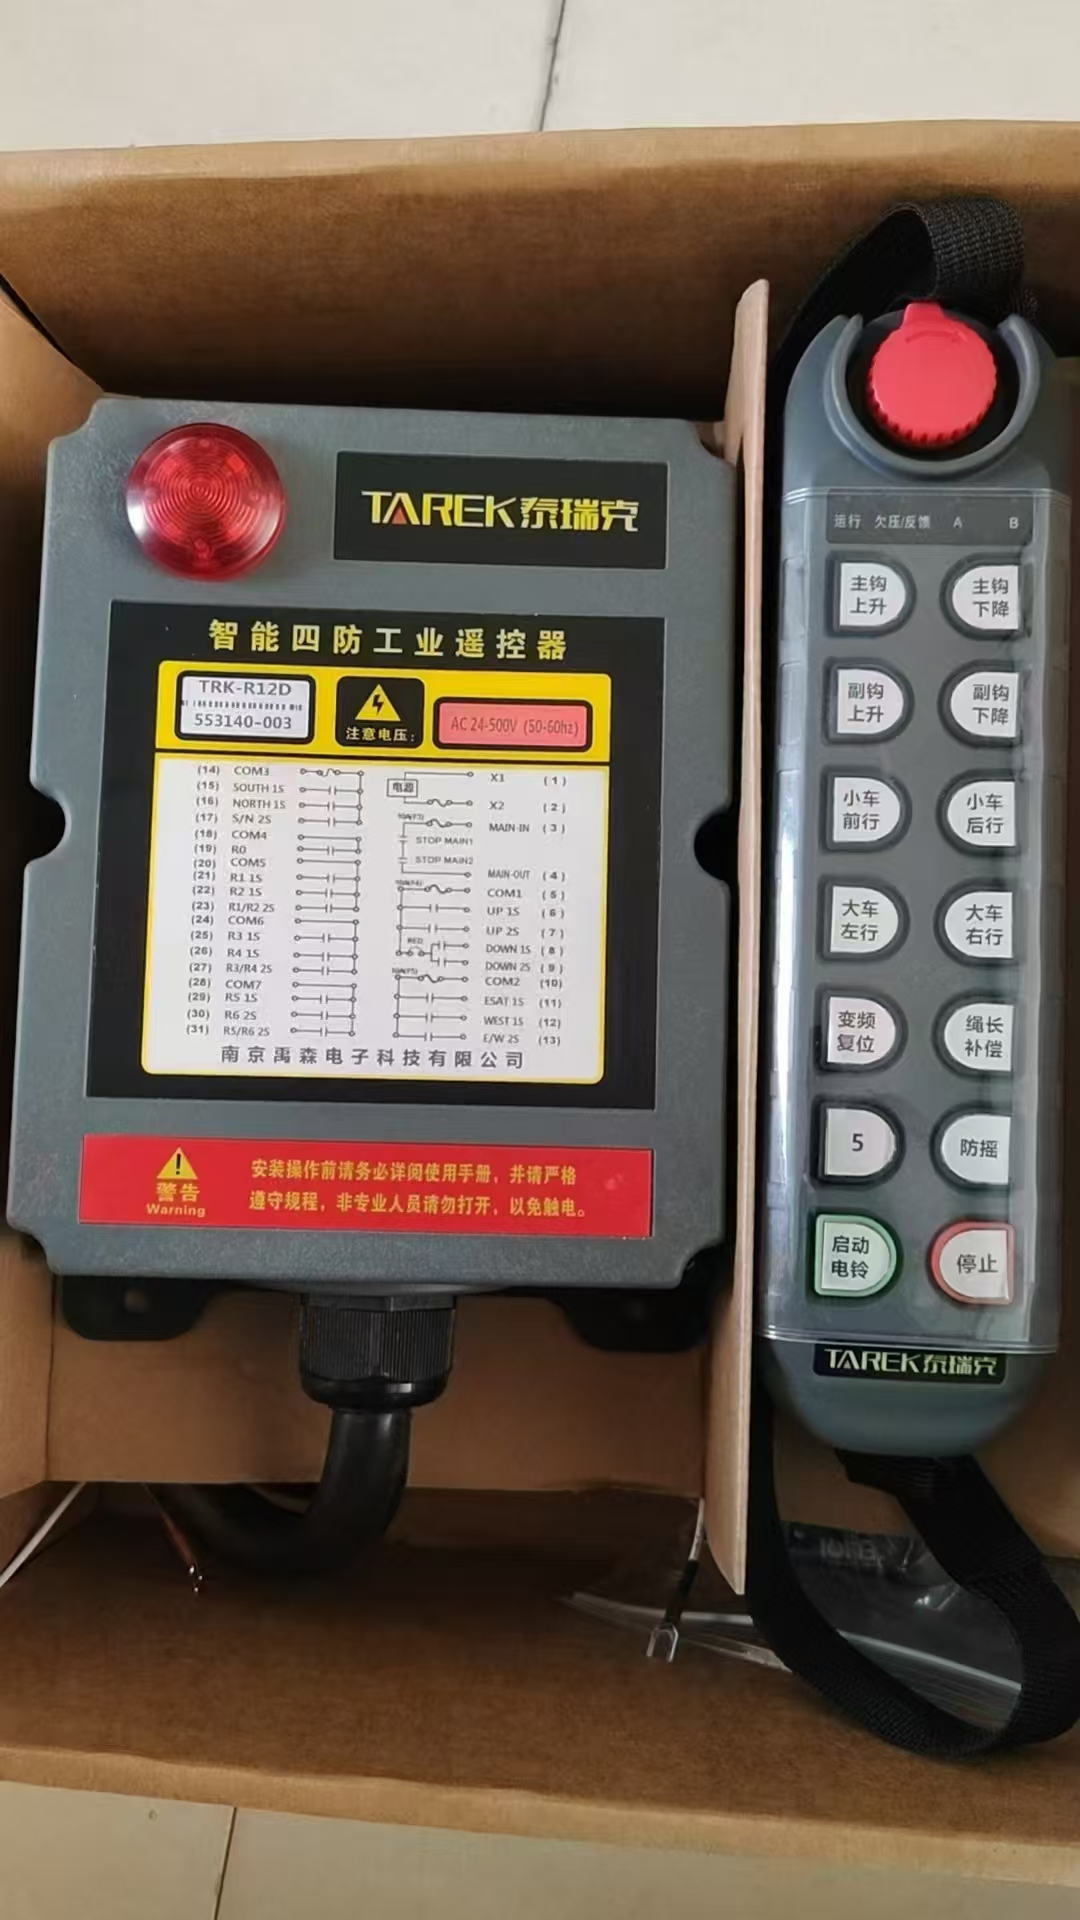 TAREK泰瑞克
智能四防工业遥控器
TRK-R12D
553140-003
注意电压:
AC 24-500V (50-60hz)
(14) COM3
(15) SOUTH 1S
(16) NORTH 1S
(17) S/N 2S
(18) COM4
(19) R0
(20) COM5
(21) R1 1S
(22) R2 1S
(23) R1/R2 2S
(24) COM6
(25) R3 1S
(26) R4 1S
(27) R3/R4 2S
(28) COM7
(29) R5 1S
(30) R6 2S
(31) R5/R6 2S
电源
X1 (1)
X2 (2)
10A(F3)
MAIN-IN (3)
STOP MAIN1
STOP MAIN2
MAIN-OUT (4)
10A(F4)
COM1 (5)
UP 1S (6)
UP 2S (7)
RED
DOWN 1S (8)
DOWN 2S (9)
10A(F5)
COM2 (10)
ESAT 1S (11)
WEST 1S (12)
E/W 2S (13)
南京禹森电子科技有限公司
警告
Warning
安装操作前请务必详阅使用手册，并请严格
遵守规程，非专业人员请勿打开，以免触电。
运行 欠压/反馈 A B
主钩
上升
主钩
下降
副钩
上升
副钩
下降
小车
前行
小车
后行
大车
左行
大车
右行
变频
复位
绳长
补偿
5
防摇
启动
电铃
停止
TAREK泰瑞克